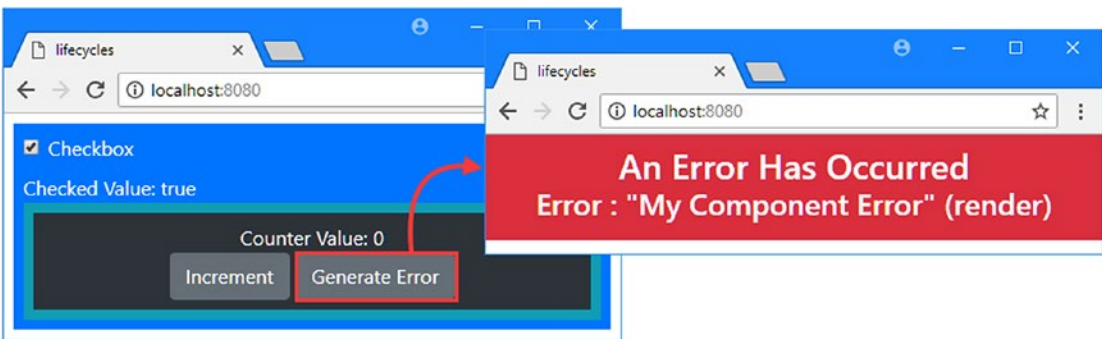 lifecycles
localhost:8080
Checkbox
Checked Value: true
Counter Value: 0
Increment
Generate Error
lifecycles
localhost:8080
An Error Has Occurred
Error : "My Component Error" (render)